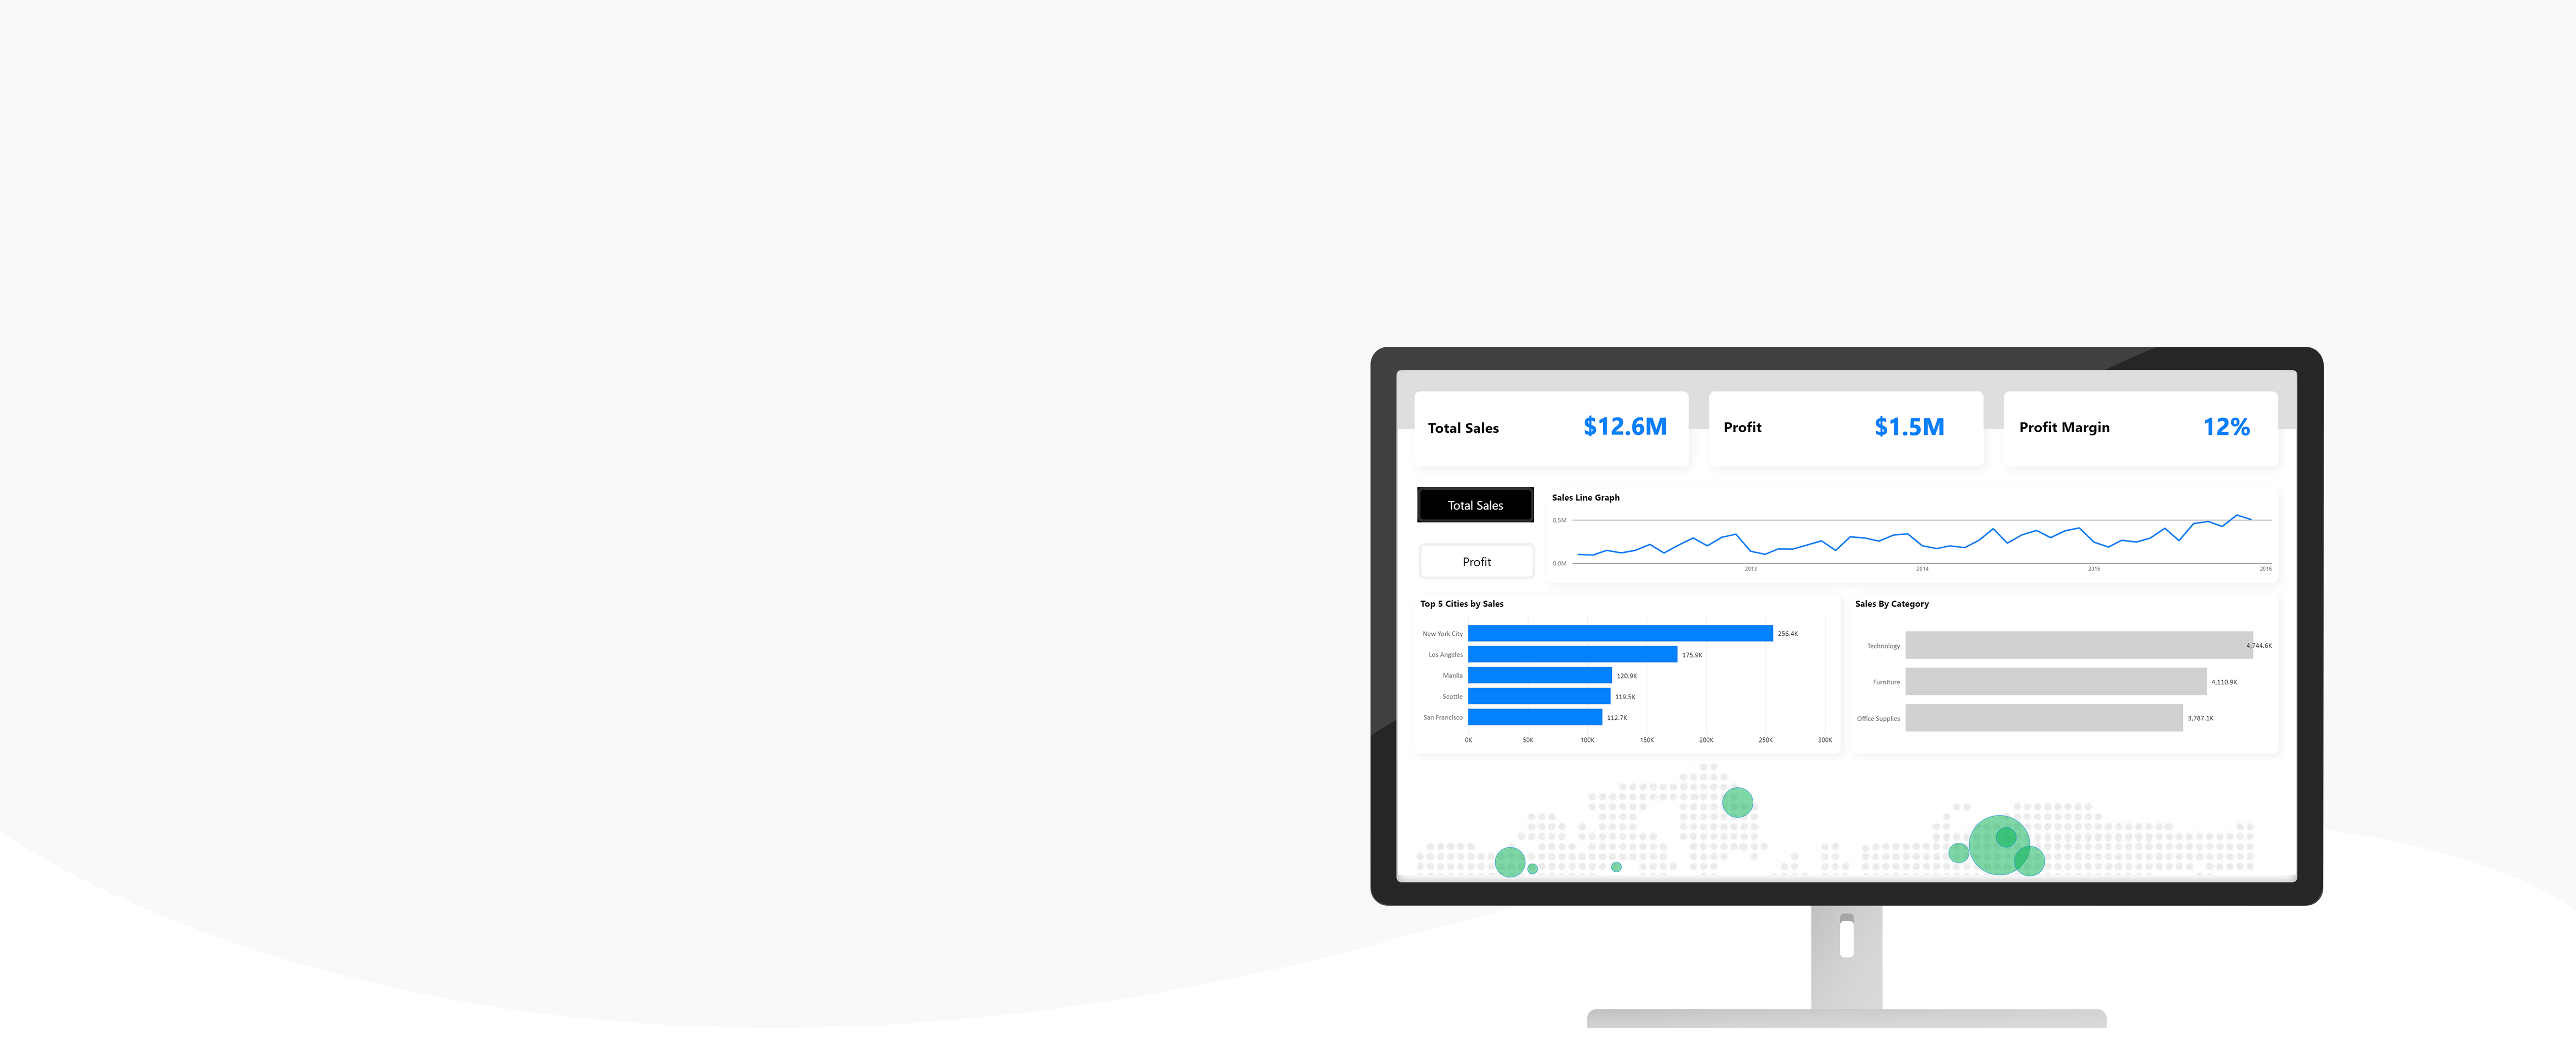 Total Sales $12.6M
Profit $1.5M
Profit Margin 12%
Total Sales
Profit
Sales Line Graph
0.5M
0.0M
2013 2014 2015 2016
Top 5 Cities by Sales
New York City 256.4K
Los Angeles 175.9K
Manila 120.9K
Seattle 119.5K
San Francisco 112.7K
0K 50K 100K 150K 200K 250K 300K
Sales By Category
Technology 4,744.6K
Furniture 4,110.9K
Office Supplies 3,787.1K